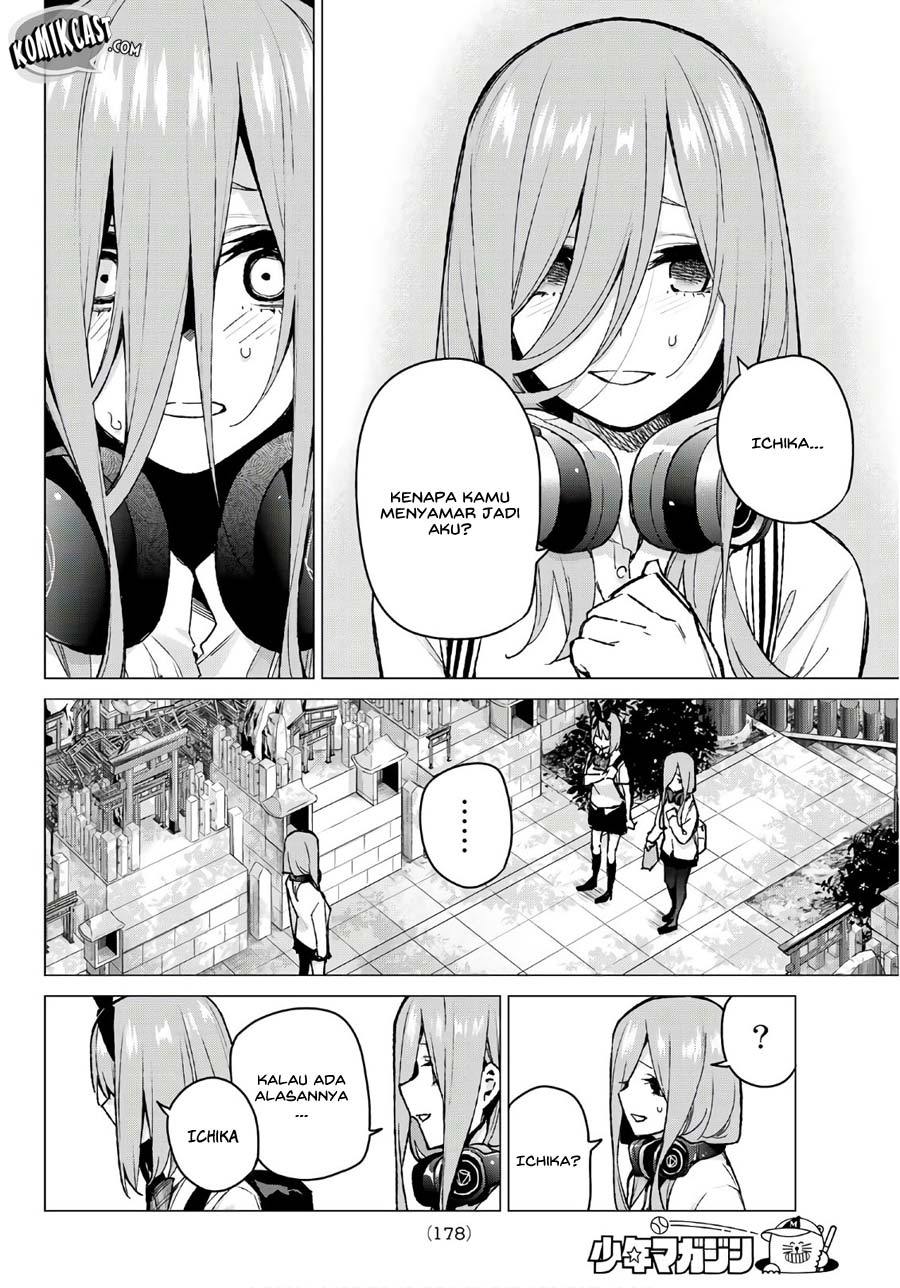 KOMIKCAST
.COM
ICHIKA...
KENAPA KAMU
MENYAMAR JADI
AKU?
......
?
ICHIKA?
KALAU ADA
ALASANNYA
...
ICHIKA
(178)
少年マガジン
M